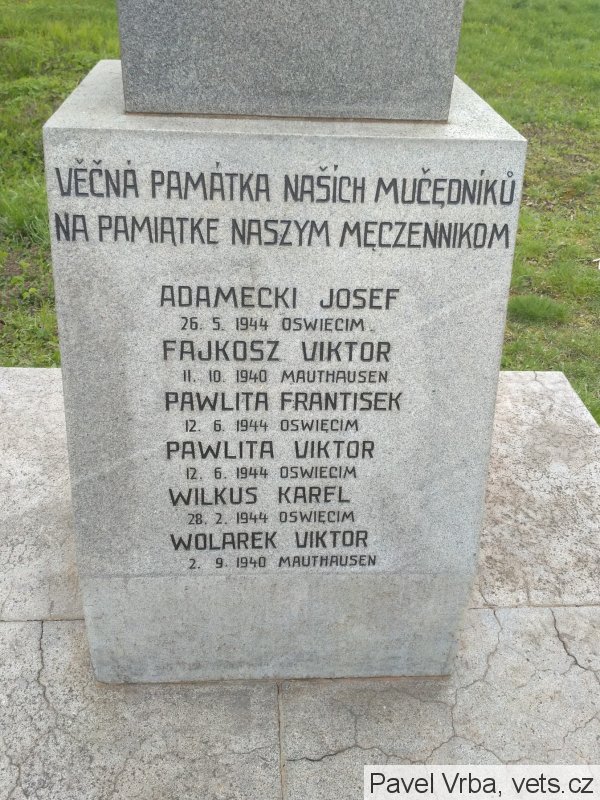 VĚČNÁ PAMÁTKA NAŠÍCH MUČĘDNÍKŮ
NA PAMIĄTKE NASZYM MĘCZENNIKOM
ADAMECKI JOSEF
26. 5. 1944 OSWIĘCIM
FAJKOSZ VIKTOR
11. 10. 1940 MAUTHAUSEN
PAWLITA FRANTISEK
12. 6. 1944 OSWIĘCIM
PAWLITA VIKTOR
12. 6. 1944 OSWIĘCIM
WILKUS KAREL
28. 2. 1944 OSWIĘCIM
WOLAREK VIKTOR
2. 9. 1940 MAUTHAUSEN
Pavel Vrba, vets.cz